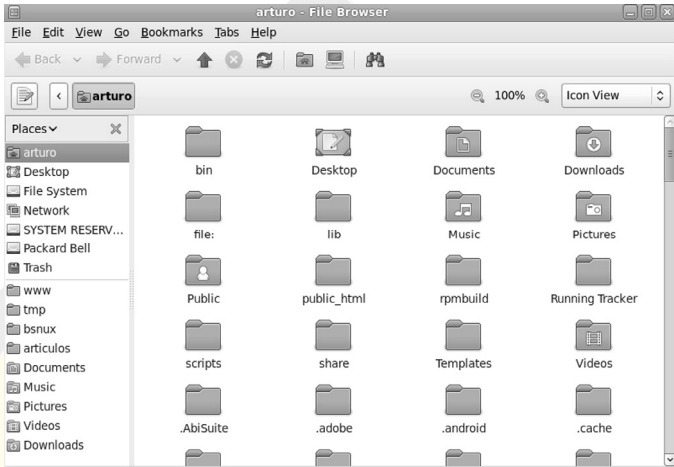 arturo - File Browser
File Edit View Go Bookmarks Tabs Help
Back Forward
arturo 100% Icon View
Places
arturo
Desktop
File System
Network
SYSTEM RESERV...
Packard Bell
Trash
www
tmp
bsnux
articulos
Documents
Music
Pictures
Videos
Downloads
bin Desktop Documents Downloads
file: lib Music Pictures
Public public_html rpmbuild Running Tracker
scripts share Templates Videos
.AbiSuite .adobe .android .cache